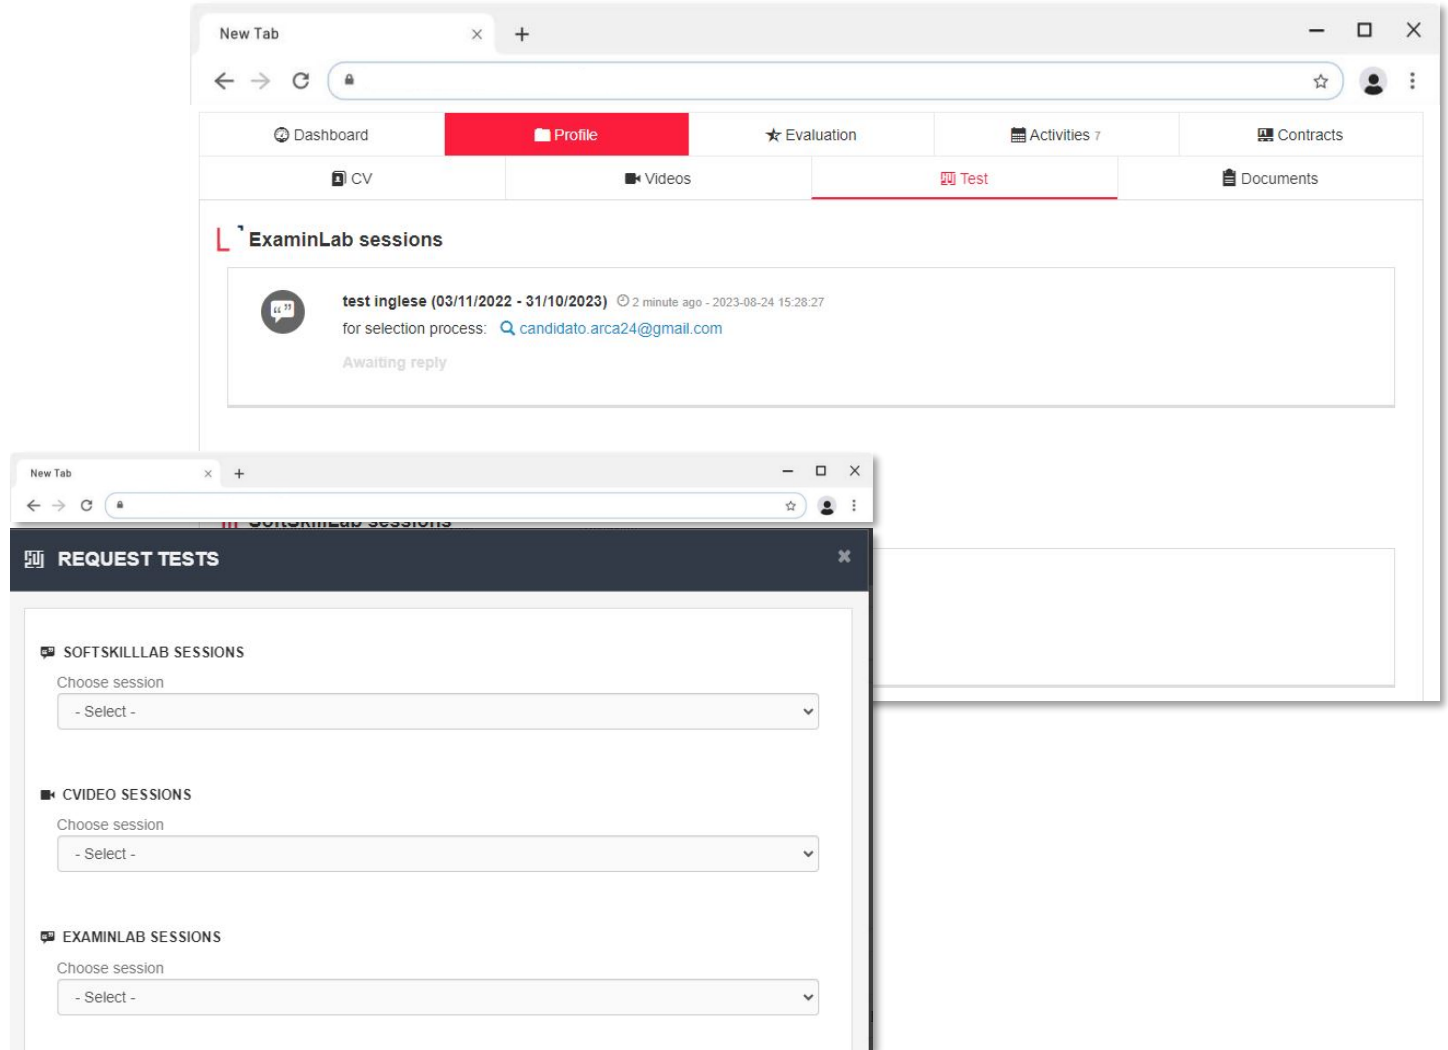 New Tab
Dashboard
Profile
Evaluation
Activities 7
Contracts
CV
Videos
Test
Documents
ExaminLab sessions
test inglese (03/11/2022 - 31/10/2023) 2 minute ago - 2023-08-24 15:28:27
for selection process: candidato.arca24@gmail.com
Awaiting reply
New Tab
SoftSkillLab sessions
REQUEST TESTS
SOFTSKILLLAB SESSIONS
Choose session
- Select -
CVIDEO SESSIONS
Choose session
- Select -
EXAMINLAB SESSIONS
Choose session
- Select -